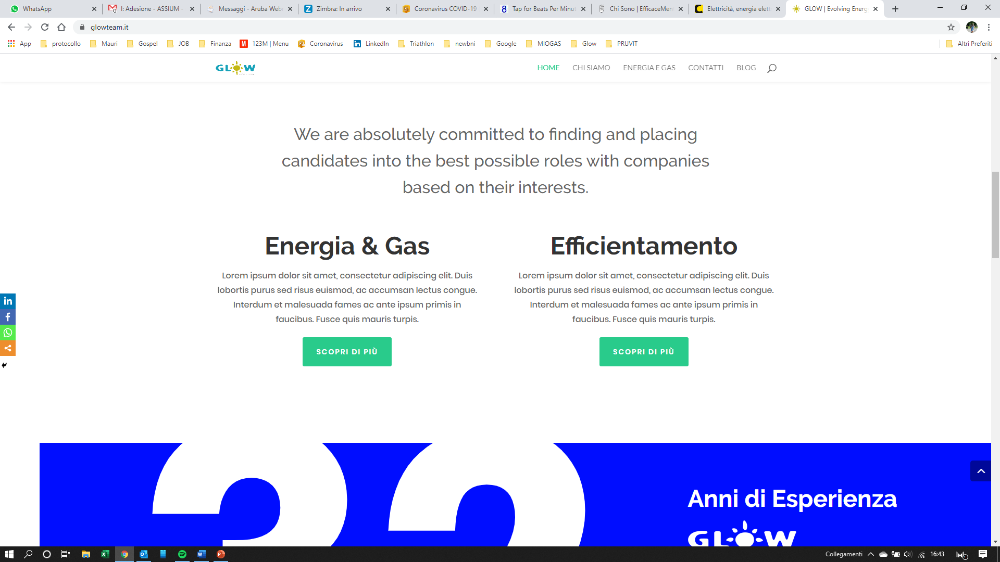 WhatsApp
I: Adesione - ASSIUM -
Messaggi - Aruba Web
Zimbra: In arrivo
Coronavirus COVID-19
Tap for Beats Per Minut
Chi Sono | EfficaceMen
Elettricità, energia elett
GLOW | Evolving Energ
glowteam.it
App
protocollo
Mauri
Gospel
JOB
Finanza
123M | Menu
Coronavirus
LinkedIn
Triathlon
newbni
Google
MIOGAS
Glow
PRUVIT
Altri Preferiti
GLOW
HOME
CHI SIAMO
ENERGIA E GAS
CONTATTI
BLOG
We are absolutely committed to finding and placing
candidates into the best possible roles with companies
based on their interests.
Energia & Gas
Lorem ipsum dolor sit amet, consectetur adipiscing elit. Duis
lobortis purus sed risus euismod, ac accumsan lectus congue.
Interdum et malesuada fames ac ante ipsum primis in
faucibus. Fusce quis mauris turpis.
SCOPRI DI PIÙ
Efficientamento
Lorem ipsum dolor sit amet, consectetur adipiscing elit. Duis
lobortis purus sed risus euismod, ac accumsan lectus congue.
Interdum et malesuada fames ac ante ipsum primis in
faucibus. Fusce quis mauris turpis.
SCOPRI DI PIÙ
Anni di Esperienza
GLOW
Collegamenti
16:43